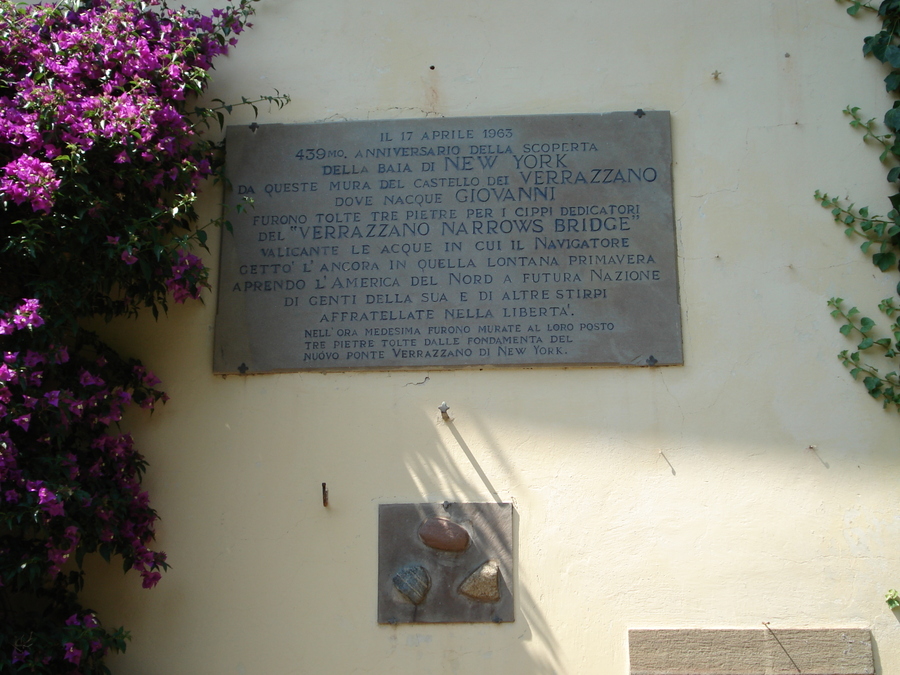 IL 17 APRILE 1963
439MO. ANNIVERSARIO DELLA SCOPERTA
DELLA BAIA DI NEW YORK
DA QUESTE MURA DEL CASTELLO DEI VERRAZZANO
DOVE NACQUE GIOVANNI
FURONO TOLTE TRE PIETRE PER I CIPPI DEDICATORI
DEL "VERRAZZANO NARROWS BRIDGE"
VALICANTE LE ACQUE IN CUI IL NAVIGATORE
GETTO' L'ANCORA IN QUELLA LONTANA PRIMAVERA
APRENDO L'AMERICA DEL NORD A FUTURA NAZIONE
DI GENTI DELLA SUA E DI ALTRE STIRPI
AFFRATELLATE NELLA LIBERTA'.
NELL'ORA MEDESIMA FURONO MURATE AL LORO POSTO
TRE PIETRE TOLTE DALLE FONDAMENTA DEL
NUOVO PONTE VERRAZZANO DI NEW YORK.